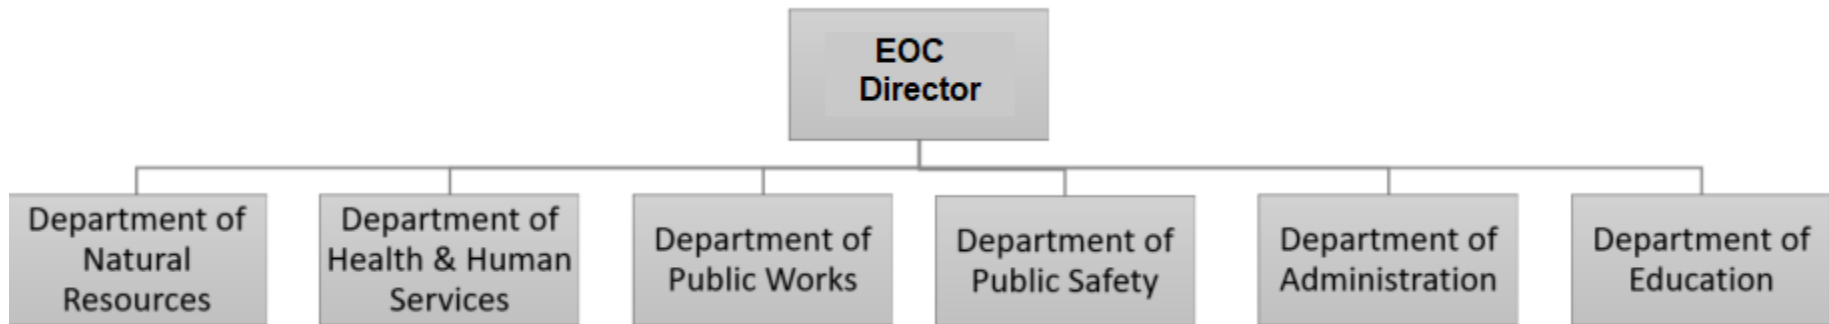 EOC
Director
Department of
Natural
Resources
Department of
Health & Human
Services
Department of
Public Works
Department of
Public Safety
Department of
Administration
Department of
Education